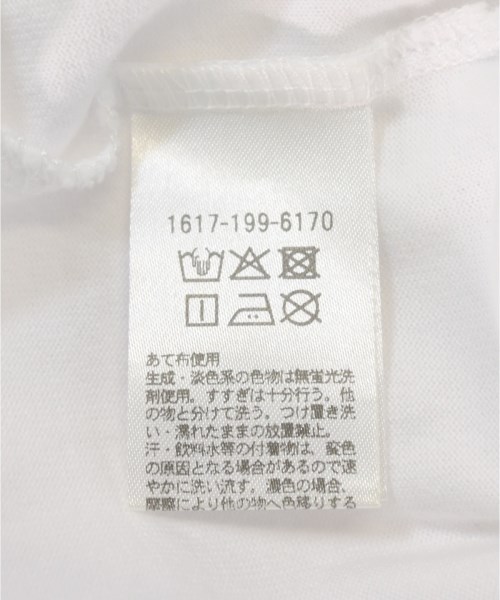 1617-199-6170
あて布使用
生成・淡色系の色物は無蛍光洗
剤使用。すすぎは十分行う。他
の物と分けて洗う。つけ置き洗
い・濡れたままの放置禁止。
汗・飲料水等の付着物は、変色
の原因となる場合があるので速
やかに洗い流す。濃色の場合、
摩擦により他の物へ色移りする